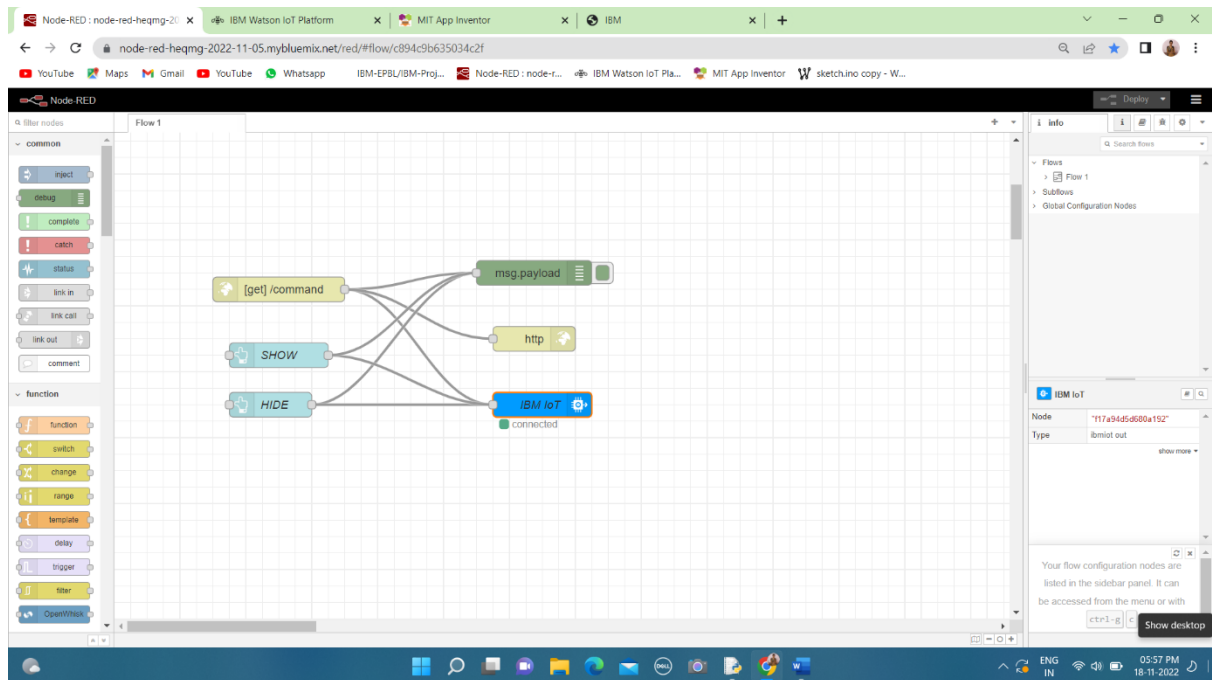 Node-RED : node-red-heqmg-20
IBM Watson IoT Platform
MIT App Inventor
IBM
node-red-heqmg-2022-11-05.mybluemix.net/red/#flow/c894c9b635034c2f
YouTube Maps Gmail YouTube Whatsapp IBM-EPBL/IBM-Proj... Node-RED : node-r... IBM Watson IoT Pla... MIT App Inventor sketch.ino copy - W...
Node-RED
Deploy
filter nodes
Flow 1
common
inject
debug
complete
catch
status
link in
link call
link out
comment
function
function
switch
change
range
template
delay
trigger
filter
OpenWhisk
[get] /command
SHOW
HIDE
msg.payload
http
IBM IoT
connected
info
Search flows
Flows
Flow 1
Subflows
Global Configuration Nodes
IBM IoT
Node "f17a94d5d680a192"
Type ibmiot out
show more
Your flow configuration nodes are
listed in the sidebar panel. It can
be accessed from the menu or with
ctrl-g c
Show desktop
ENG
IN
05:57 PM
18-11-2022